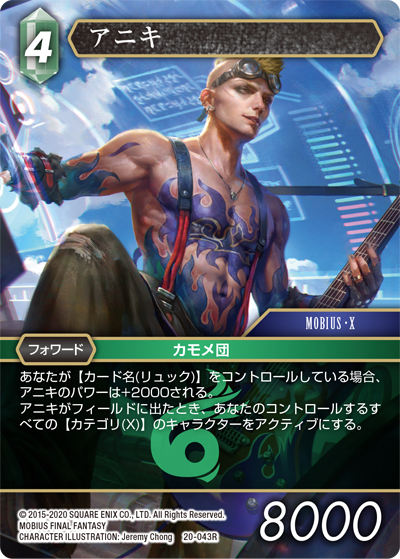 4
アニキ
MOBIUS・X
フォワード
カモメ団
あなたが【カード名(リュック)】をコントロールしている場合、
アニキのパワーは+2000される。
アニキがフィールドに出たとき、あなたのコントロールするす
べての【カテゴリ(X)】のキャラクターをアクティブにする。
© 2015-2020 SQUARE ENIX CO., LTD. All Rights Reserved.
MOBIUS FINAL FANTASY
CHARACTER ILLUSTRATION: Jeremy Chong
20-043R
8000